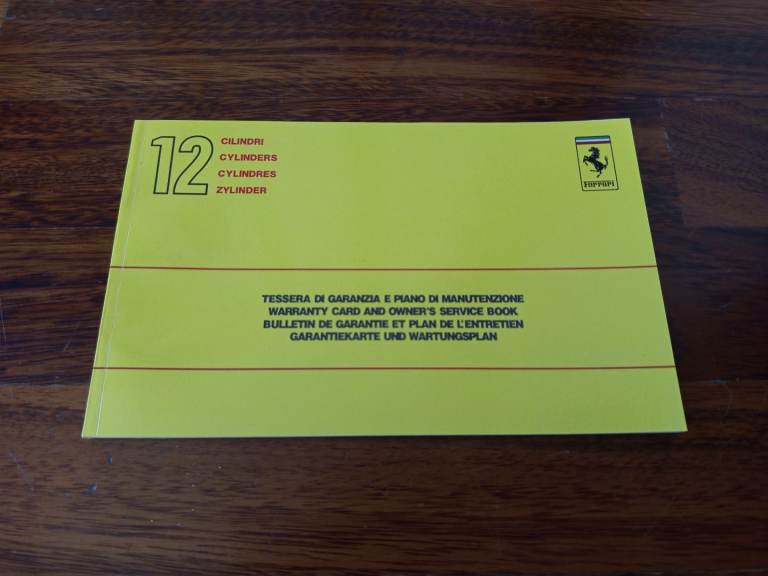 12
CILINDRI
CYLINDERS
CYLINDRES
ZYLINDER
Ferrari
TESSERA DI GARANZIA E PIANO DI MANUTENZIONE
WARRANTY CARD AND OWNER'S SERVICE BOOK
BULLETIN DE GARANTIE ET PLAN DE L'ENTRETIEN
GARANTIEKARTE UND WARTUNGSPLAN